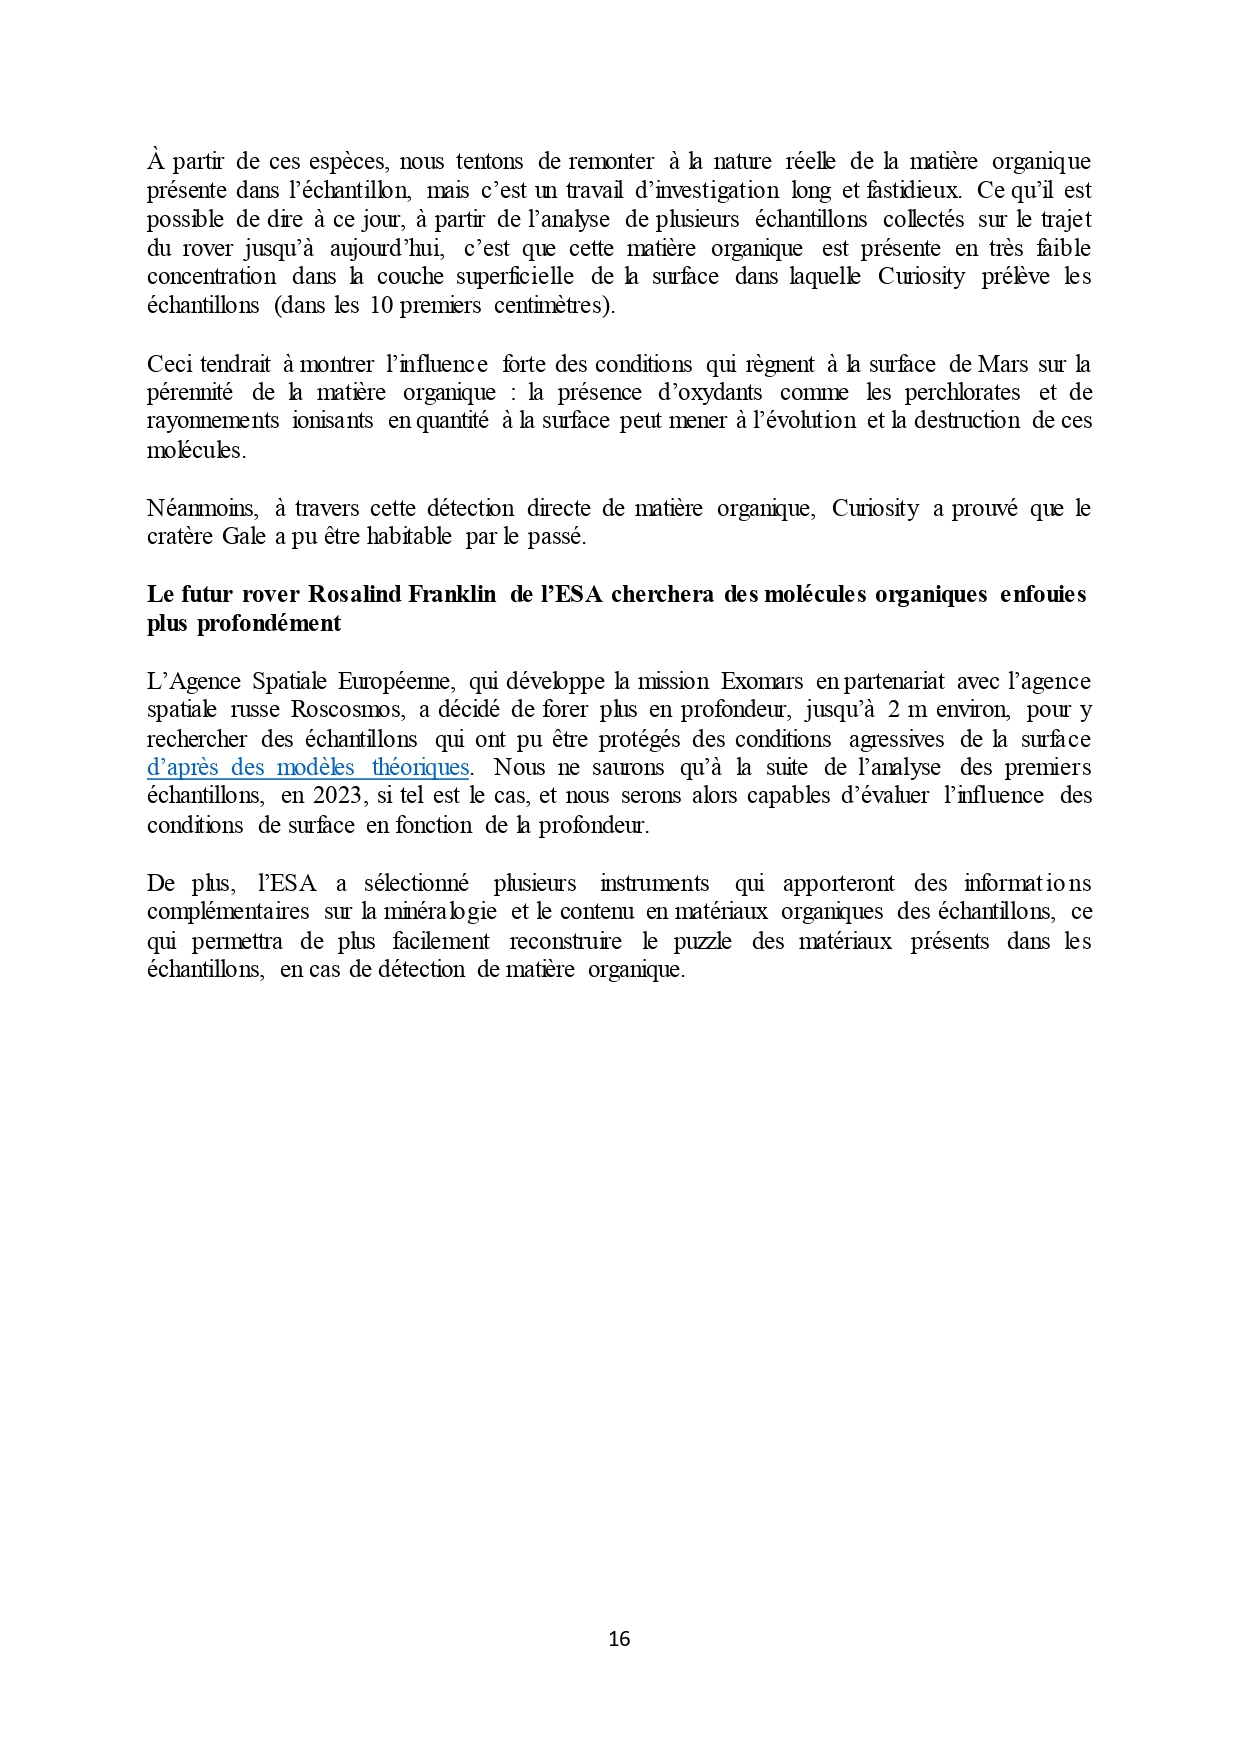 À partir de ces espèces, nous tentons de remonter à la nature réelle de la matière organique
présente dans l’échantillon, mais c’est un travail d’investigation long et fastidieux. Ce qu’il est
possible de dire à ce jour, à partir de l’analyse de plusieurs échantillons collectés sur le trajet
du rover jusqu’à aujourd’hui, c’est que cette matière organique est présente en très faible
concentration dans la couche superficielle de la surface dans laquelle Curiosity prélève les
échantillons (dans les 10 premiers centimètres).
Ceci tendrait à montrer l’influence forte des conditions qui règnent à la surface de Mars sur la
pérennité de la matière organique : la présence d’oxydants comme les perchlorates et de
rayonnements ionisants en quantité à la surface peut mener à l’évolution et la destruction de ces
molécules.
Néanmoins, à travers cette détection directe de matière organique, Curiosity a prouvé que le
cratère Gale a pu être habitable par le passé.
Le futur rover Rosalind Franklin de l’ESA cherchera des molécules organiques enfouies
plus profondément
L’Agence Spatiale Européenne, qui développe la mission Exomars en partenariat avec l’agence
spatiale russe Roscosmos, a décidé de forer plus en profondeur, jusqu’à 2 m environ, pour y
rechercher des échantillons qui ont pu être protégés des conditions agressives de la surface
d’après des modèles théoriques. Nous ne saurons qu’à la suite de l’analyse des premiers
échantillons, en 2023, si tel est le cas, et nous serons alors capables d’évaluer l’influence des
conditions de surface en fonction de la profondeur.
De plus, l’ESA a sélectionné plusieurs instruments qui apporteront des informations
complémentaires sur la minéralogie et le contenu en matériaux organiques des échantillons, ce
qui permettra de plus facilement reconstruire le puzzle des matériaux présents dans les
échantillons, en cas de détection de matière organique.
16